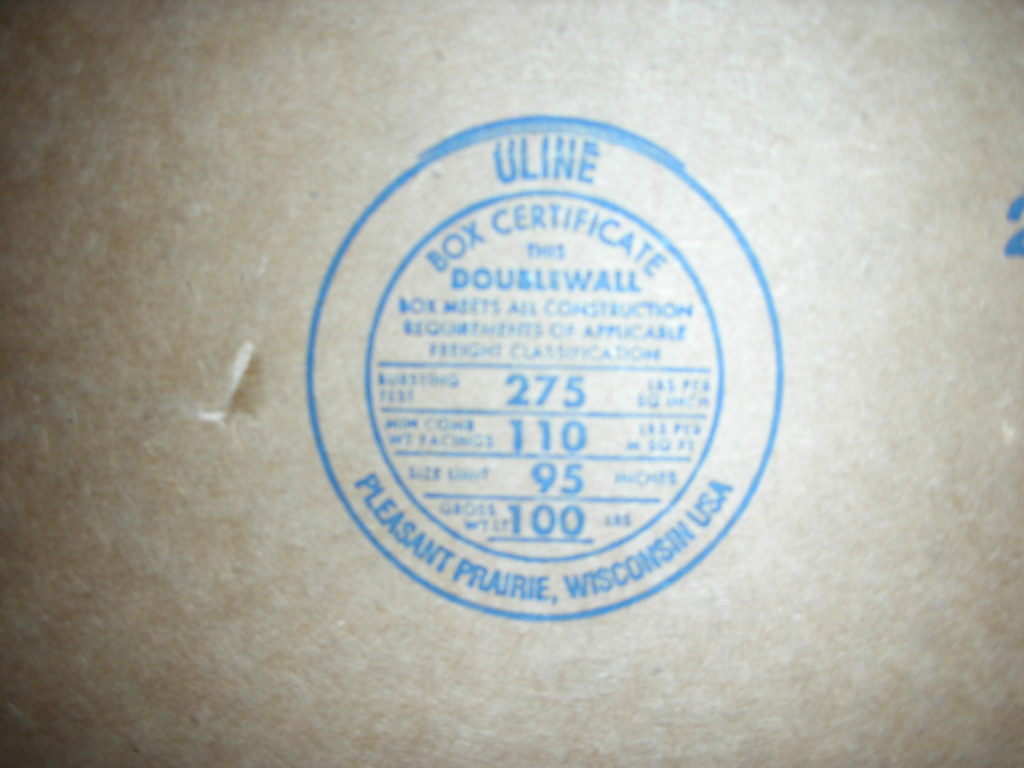 ULINE
BOX CERTIFICATE
THIS
DOUBLEWALL
BOX MEETS ALL CONSTRUCTION
REQUIREMENTS OF APPLICABLE
FREIGHT CLASSIFICATION
BURSTING TEST 275 LBS PER SQ INCH
MIN COMB WT FACINGS 110 LBS PER M SQ FT
SIZE LIMIT 95 INCHES
GROSS WT LT 100 LBS
PLEASANT PRAIRIE, WISCONSIN USA
2